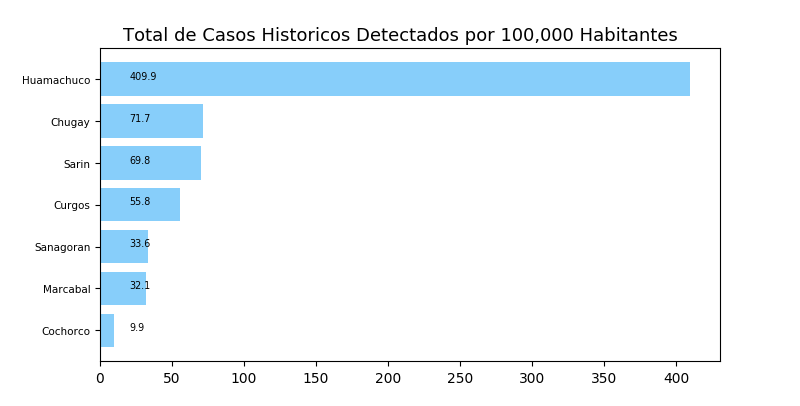 Total de Casos Historicos Detectados por 100,000 Habitantes
Huamachuco 409.9
Chugay 71.7
Sarin 69.8
Curgos 55.8
Sanagoran 33.6
Marcabal 32.1
Cochorco 9.9
0 50 100 150 200 250 300 350 400